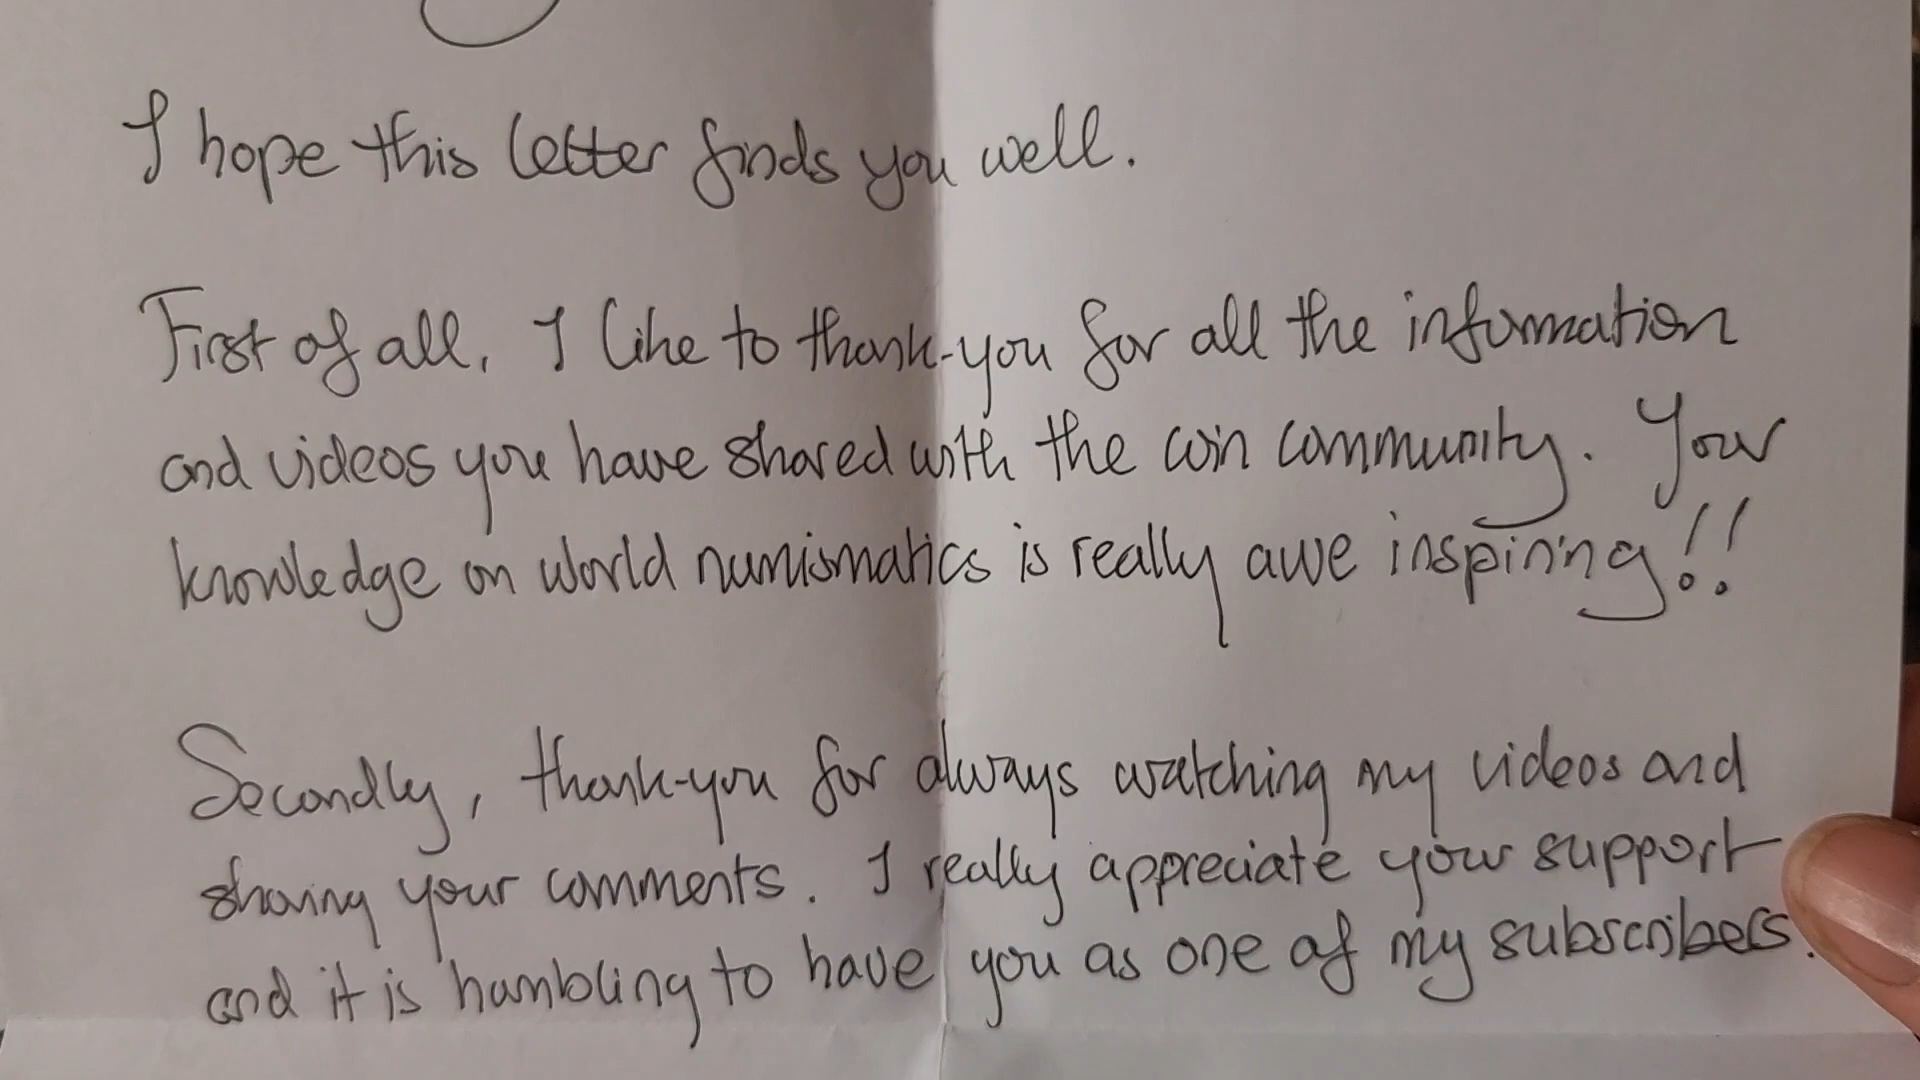 I hope this letter finds you well.
First of all, I like to thank-you for all the information
and videos you have shared with the coin community. Your
knowledge on world numismatics is really awe inspiring!!
Secondly, thank-you for always watching my videos and
sharing your comments. I really appreciate your support
and it is humbling to have you as one of my subscribers.